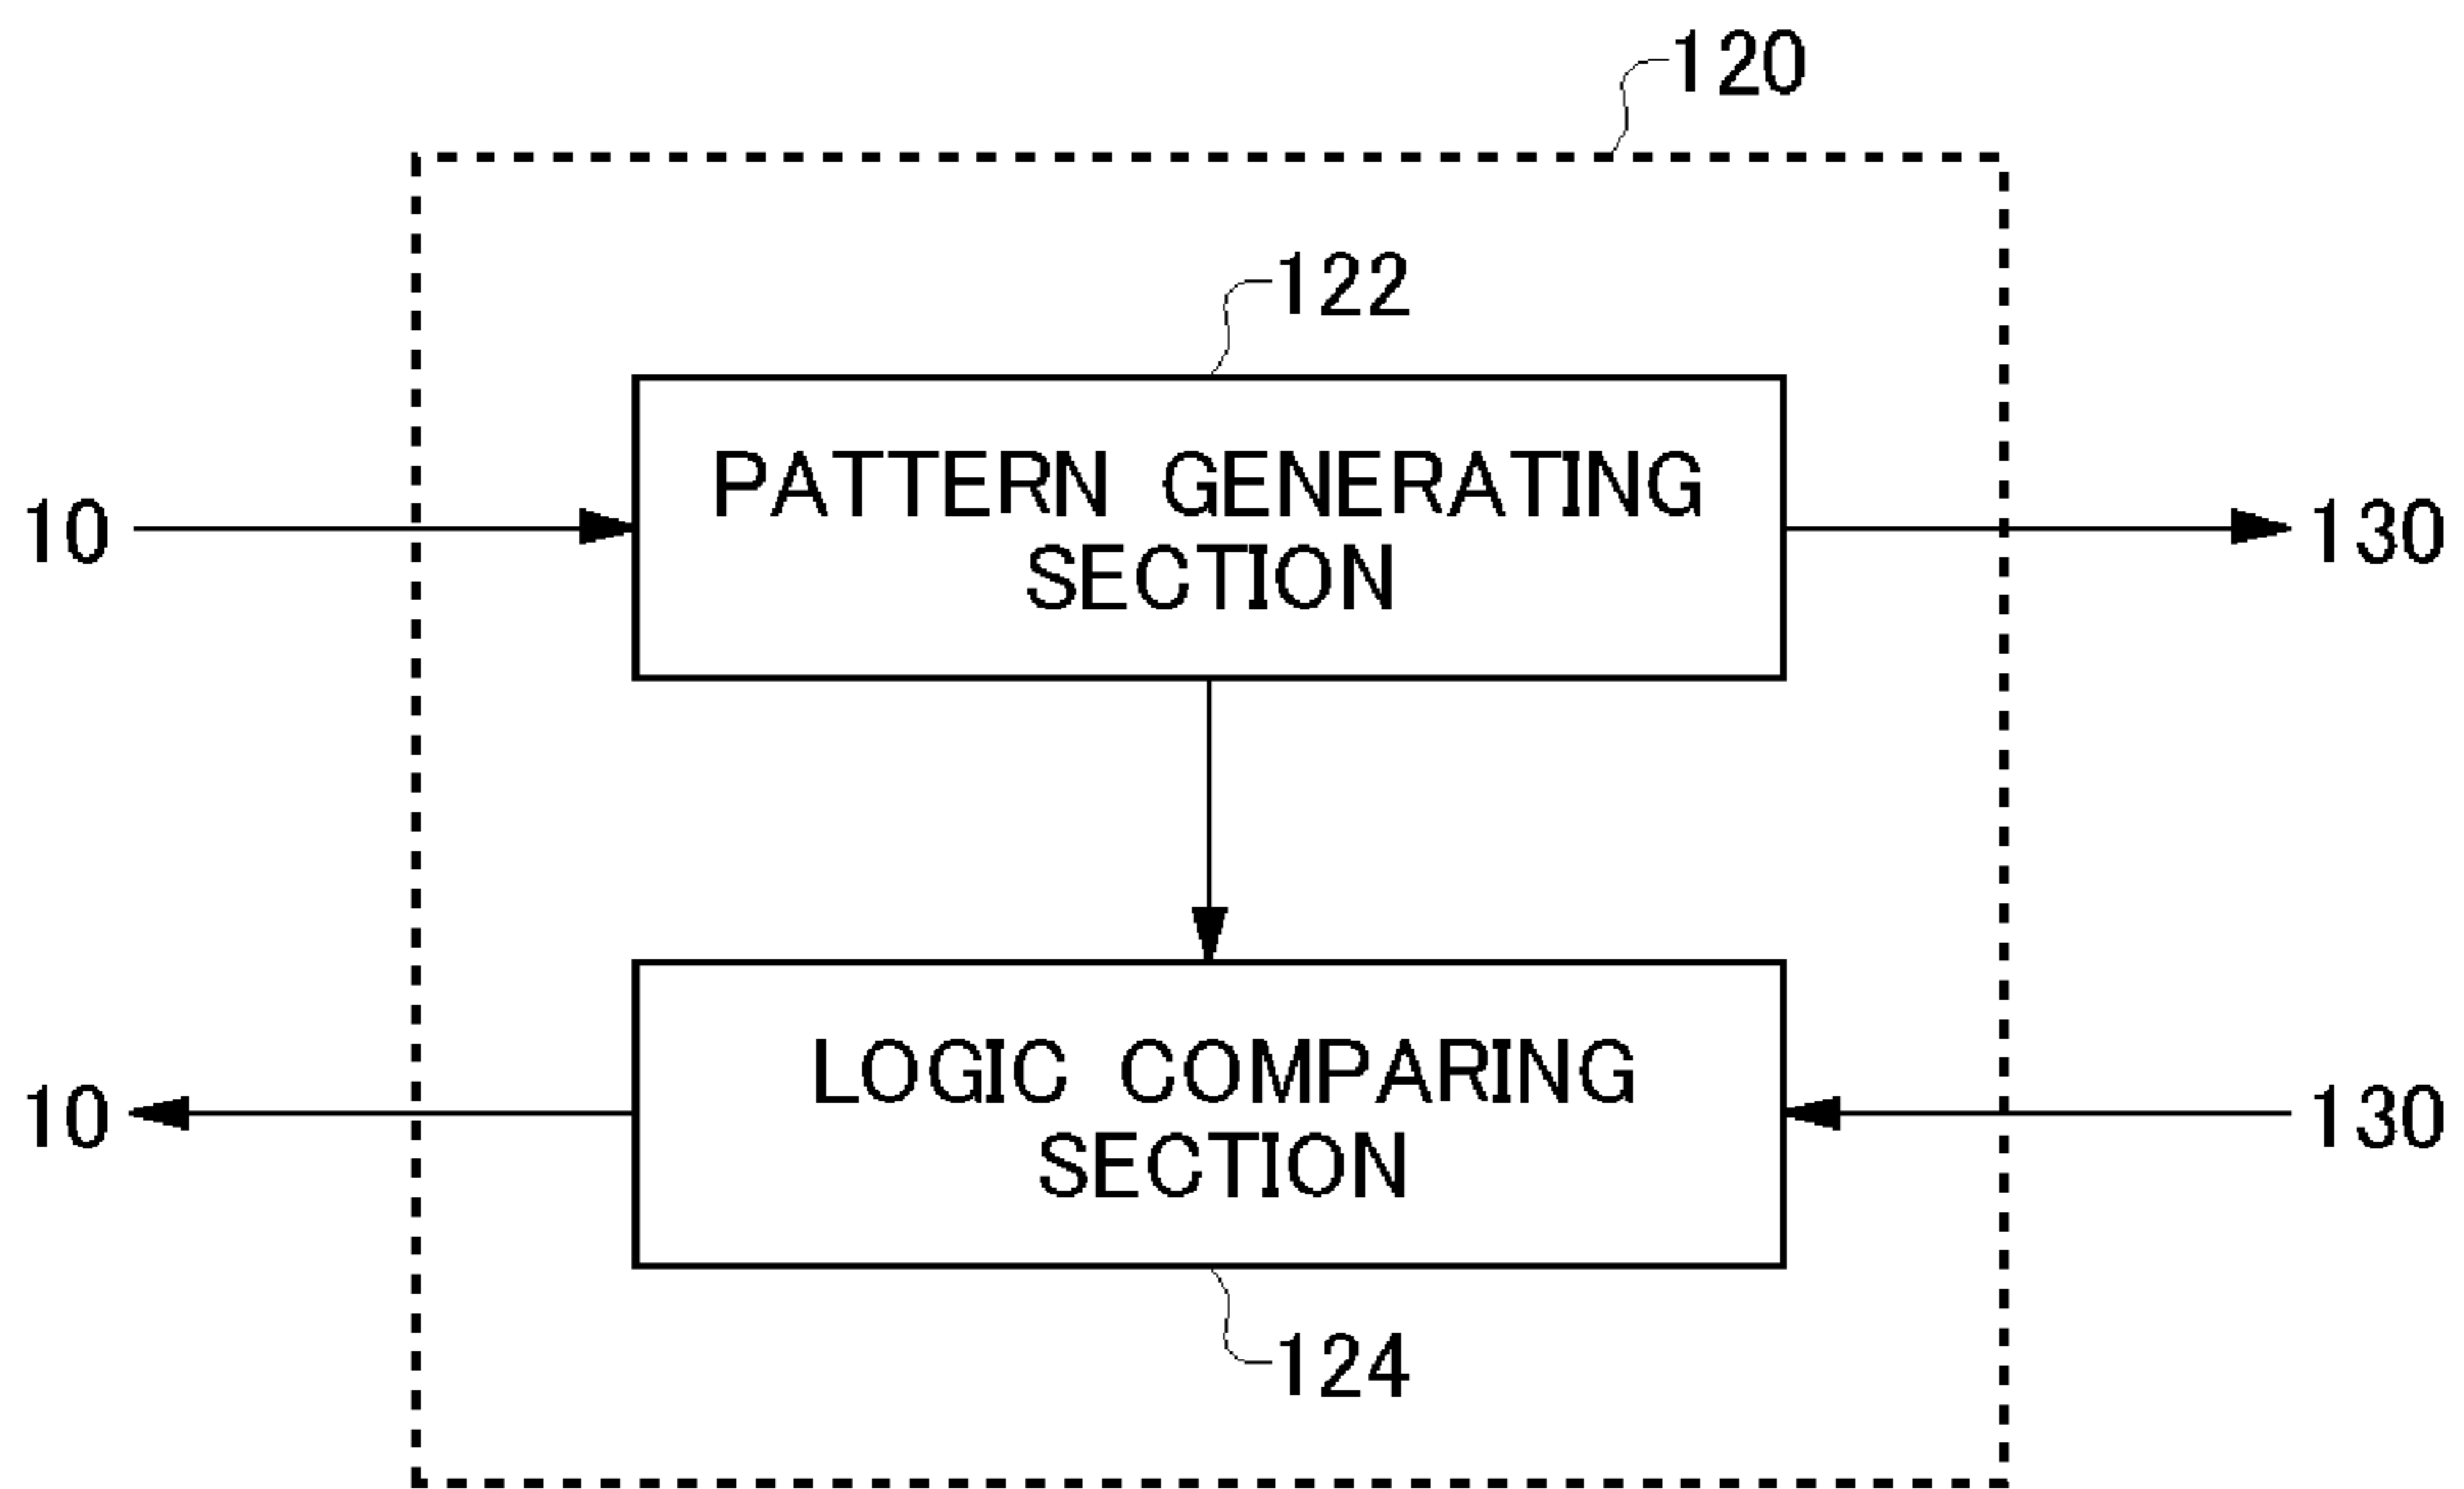 120
122
PATTERN GENERATING
SECTION
10
130
LOGIC COMPARING
SECTION
10
130
124